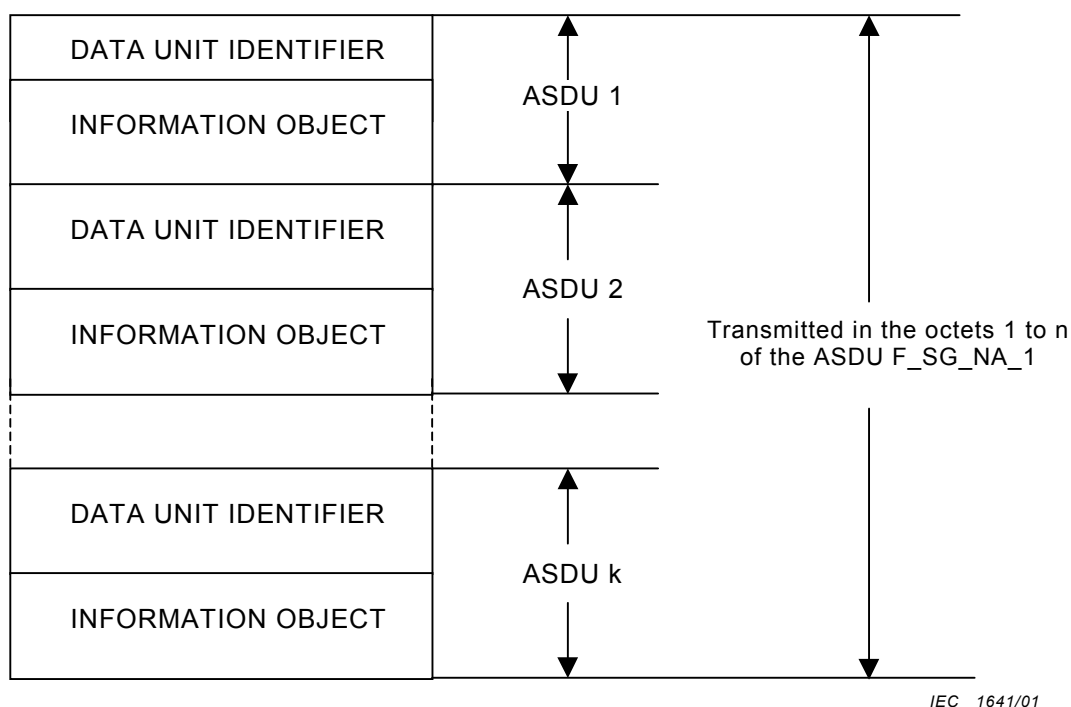 DATA UNIT IDENTIFIER
ASDU 1
INFORMATION OBJECT
DATA UNIT IDENTIFIER
ASDU 2
INFORMATION OBJECT
Transmitted in the octets 1 to n
of the ASDU F_SG_NA_1
DATA UNIT IDENTIFIER
ASDU k
INFORMATION OBJECT
IEC 1641/01